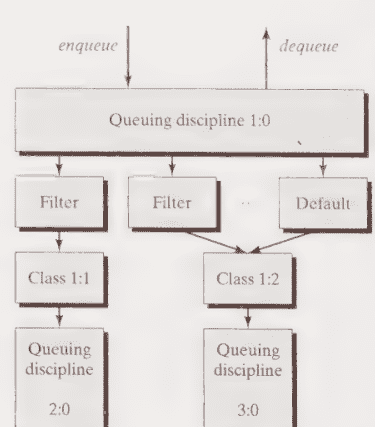 enqueue dequeue
Queuing discipline 1:0
Filter Filter ... Default
Class 1:1 Class 1:2
Queuing Queuing
discipline discipline
2:0 3:0